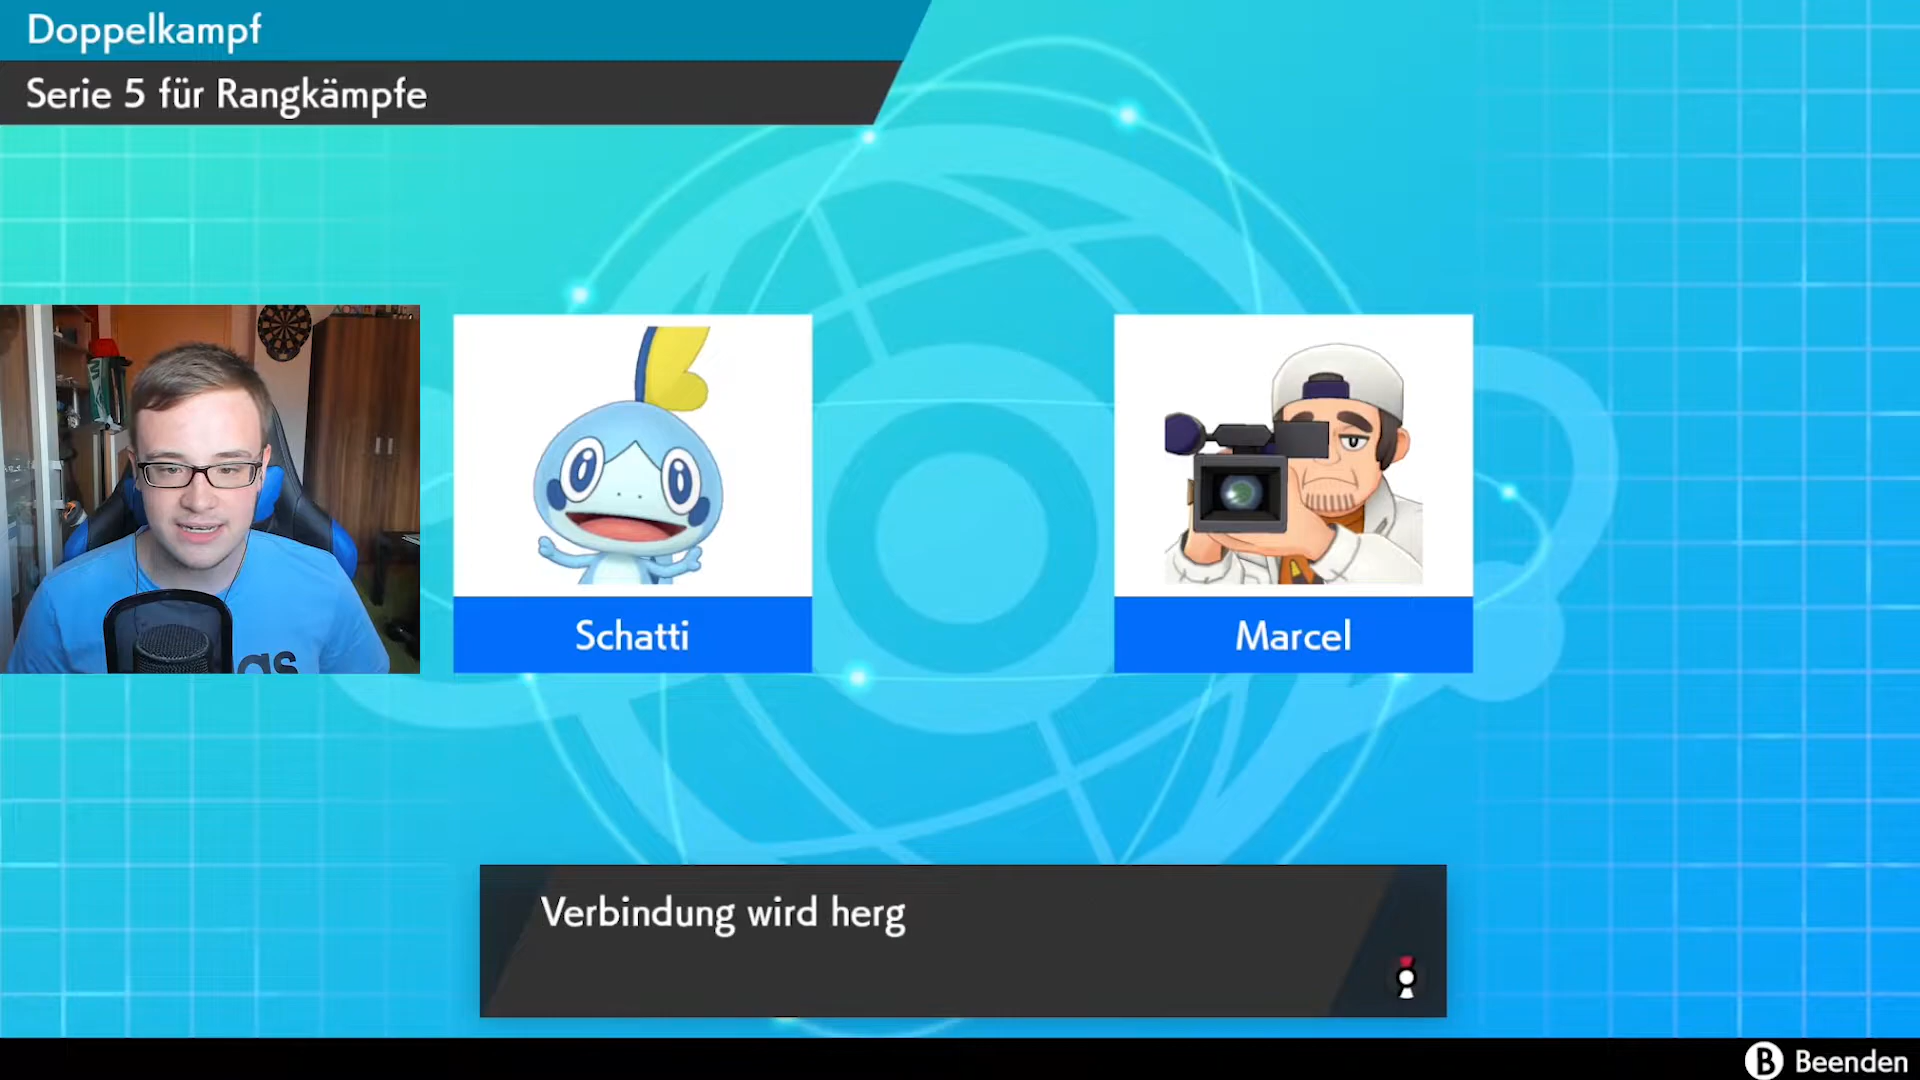 Doppelkampf
Serie 5 für Rangkämpfe
Schatti
Marcel
Verbindung wird herg
B Beenden